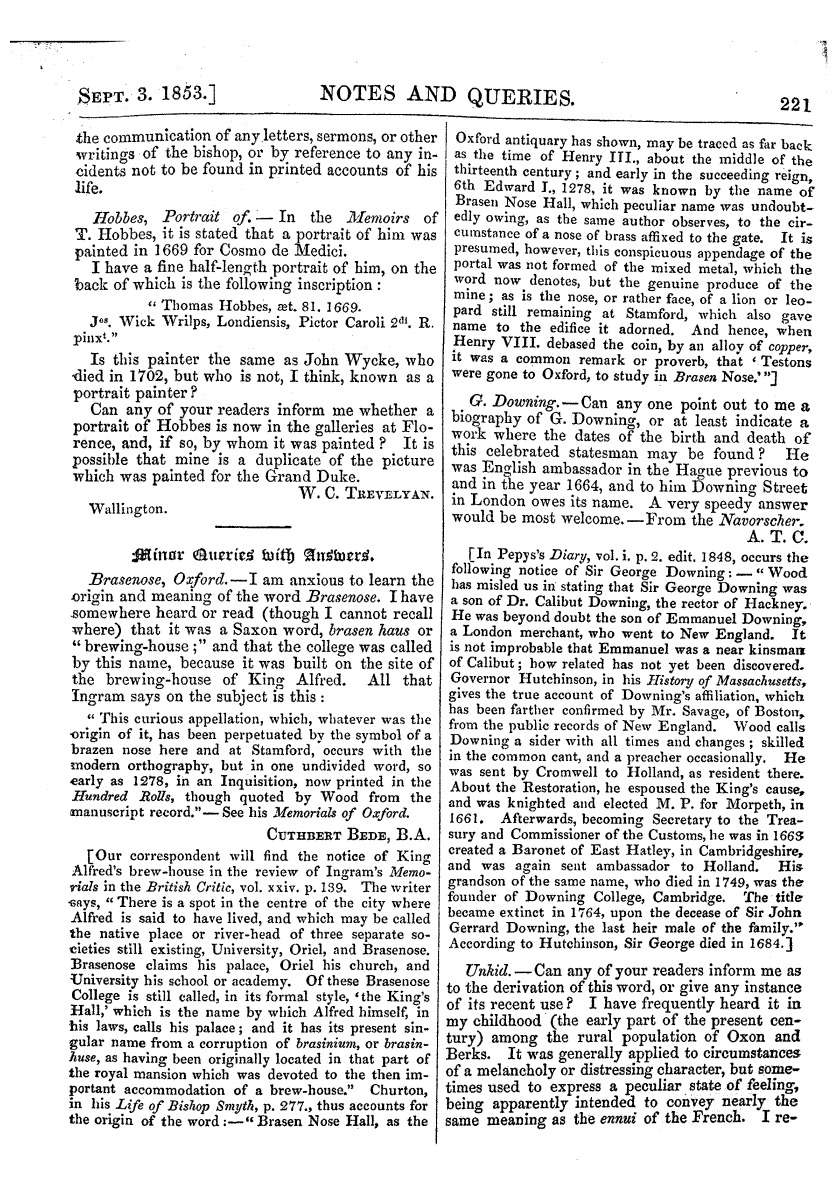 SEPT. 3. 1853.] NOTES AND QUERIES. 221
the communication of any letters, sermons, or other
writings of the bishop, or by reference to any in-
cidents not to be found in printed accounts of his
life.
Hobbes, Portrait of. — In the Memoirs of
T. Hobbes, it is stated that a portrait of him was
painted in 1669 for Cosmo de Medici.
I have a fine half-length portrait of him, on the
back of which is the following inscription :
" Thomas Hobbes, æt. 81. 1669.
Jos. Wick Wrilps, Londiensis, Pictor Caroli 2di. R.
pinxt."
Is this painter the same as John Wycke, who
died in 1702, but who is not, I think, known as a
portrait painter ?
Can any of your readers inform me whether a
portrait of Hobbes is now in the galleries at Flo-
rence, and, if so, by whom it was painted ? It is
possible that mine is a duplicate of the picture
which was painted for the Grand Duke.
W. C. TREVELYAN.
Wallington.
Minor Queries with Answers.
Brasenose, Oxford. — I am anxious to learn the
origin and meaning of the word Brasenose. I have
somewhere heard or read (though I cannot recall
where) that it was a Saxon word, brasen haus or
" brewing-house ;" and that the college was called
by this name, because it was built on the site of
the brewing-house of King Alfred. All that
Ingram says on the subject is this :
" This curious appellation, which, whatever was the
origin of it, has been perpetuated by the symbol of a
brazen nose here and at Stamford, occurs with the
modern orthography, but in one undivided word, so
early as 1278, in an Inquisition, now printed in the
Hundred Rolls, though quoted by Wood from the
manuscript record."— See his Memorials of Oxford.
CUTHBERT BEDE, B.A.
[Our correspondent will find the notice of King
Alfred's brew-house in the review of Ingram's Memo-
rials in the British Critic, vol. xxiv. p. 139. The writer
says, " There is a spot in the centre of the city where
Alfred is said to have lived, and which may be called
the native place or river-head of three separate so-
cieties still existing, University, Oriel, and Brasenose.
Brasenose claims his palace, Oriel his church, and
University his school or academy. Of these Brasenose
College is still called, in its formal style, 'the King's
Hall,' which is the name by which Alfred himself, in
his laws, calls his palace ; and it has its present sin-
gular name from a corruption of brasinium, or brasin-
huse, as having been originally located in that part of
the royal mansion which was devoted to the then im-
portant accommodation of a brew-house." Churton,
in his Life of Bishop Smyth, p. 277., thus accounts for
the origin of the word :—" Brasen Nose Hall, as the
Oxford antiquary has shown, may be traced as far back
as the time of Henry III., about the middle of the
thirteenth century ; and early in the succeeding reign,
6th Edward I., 1278, it was known by the name of
Brasen Nose Hall, which peculiar name was undoubt-
edly owing, as the same author observes, to the cir-
cumstance of a nose of brass affixed to the gate. It is
presumed, however, this conspicuous appendage of the
portal was not formed of the mixed metal, which the
word now denotes, but the genuine produce of the
mine ; as is the nose, or rather face, of a lion or leo-
pard still remaining at Stamford, which also gave
name to the edifice it adorned. And hence, when
Henry VIII. debased the coin, by an alloy of copper,
it was a common remark or proverb, that ' Testons
were gone to Oxford, to study in Brasen Nose.' "]
G. Downing. — Can any one point out to me a
biography of G. Downing, or at least indicate a
work where the dates of the birth and death of
this celebrated statesman may be found ? He
was English ambassador in the Hague previous to
and in the year 1664, and to him Downing Street
in London owes its name. A very speedy answer
would be most welcome. — From the Navorscher.
A. T. C.
[In Pepys's Diary, vol. i. p. 2. edit. 1848, occurs the
following notice of Sir George Downing : — " Wood
has misled us in stating that Sir George Downing was
a son of Dr. Calibut Downing, the rector of Hackney.
He was beyond doubt the son of Emmanuel Downing,
a London merchant, who went to New England. It
is not improbable that Emmanuel was a near kinsman
of Calibut ; how related has not yet been discovered.
Governor Hutchinson, in his History of Massachusetts,
gives the true account of Downing's affiliation, which
has been farther confirmed by Mr. Savage, of Boston,
from the public records of New England. Wood calls
Downing a sider with all times and changes ; skilled
in the common cant, and a preacher occasionally. He
was sent by Cromwell to Holland, as resident there.
About the Restoration, he espoused the King's cause,
and was knighted and elected M. P. for Morpeth, in
1661. Afterwards, becoming Secretary to the Trea-
sury and Commissioner of the Customs, he was in 1663
created a Baronet of East Hatley, in Cambridgeshire,
and was again sent ambassador to Holland. His
grandson of the same name, who died in 1749, was the
founder of Downing College, Cambridge. The title
became extinct in 1764, upon the decease of Sir John
Gerrard Downing, the last heir male of the family."
According to Hutchinson, Sir George died in 1684.]
Unkid. — Can any of your readers inform me as
to the derivation of this word, or give any instance
of its recent use ? I have frequently heard it in
my childhood (the early part of the present cen-
tury) among the rural population of Oxon and
Berks. It was generally applied to circumstances
of a melancholy or distressing character, but some-
times used to express a peculiar state of feeling,
being apparently intended to convey nearly the
same meaning as the ennui of the French. I re-